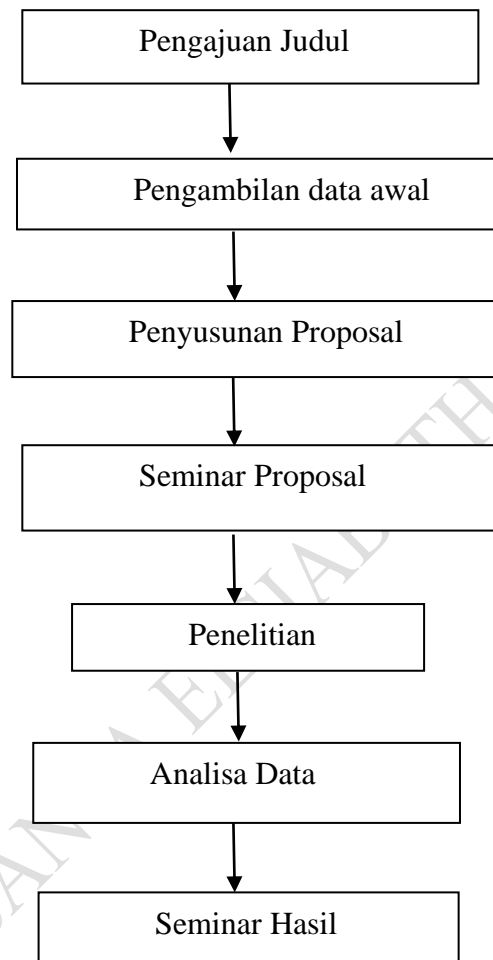 Pengajuan Judul
Pengambilan data awal
Penyusunan Proposal
Seminar Proposal
Penelitian
Analisa Data
Seminar Hasil